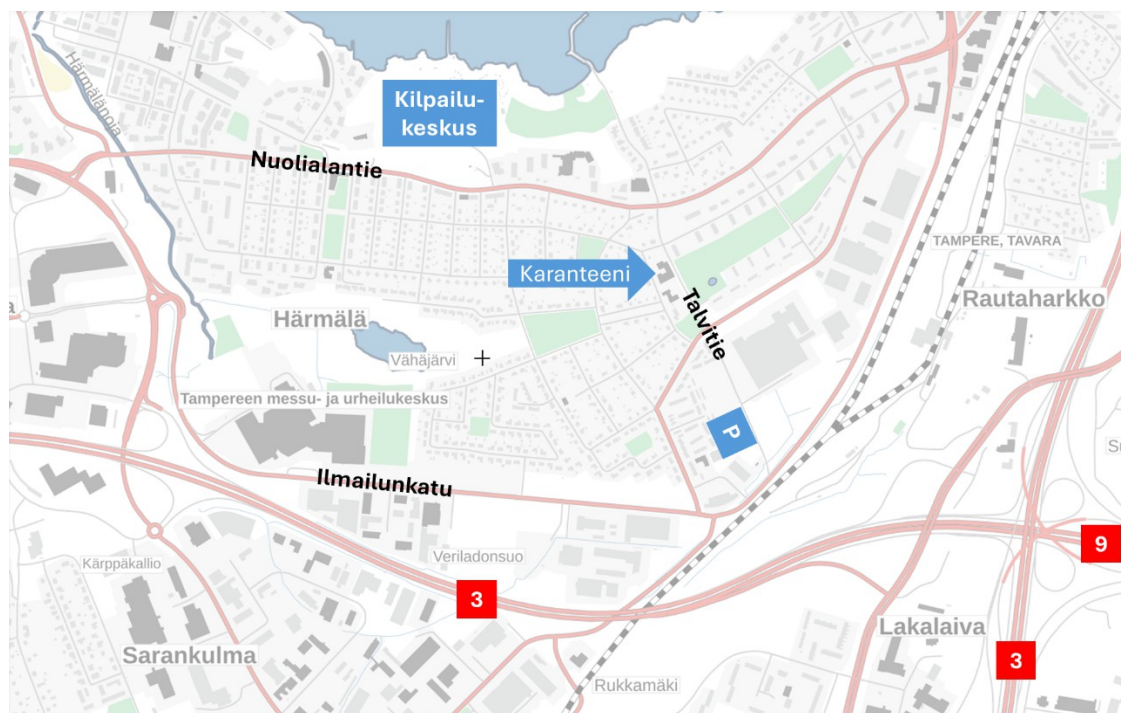 Härmälänoja
Kilpailu-
keskus
Nuolialantie
TAMPERE, TAVARA
Karanteeni
Rautaharkko
Talvitie
Härmälä
Vähäjärvi
Tampereen messu- ja urheilukeskus
P
Ilmailunkatu
Veriladonsuo
Kärppäkallio
9
3
Lakalaiva
Sarankulma
3
Rukkamäki